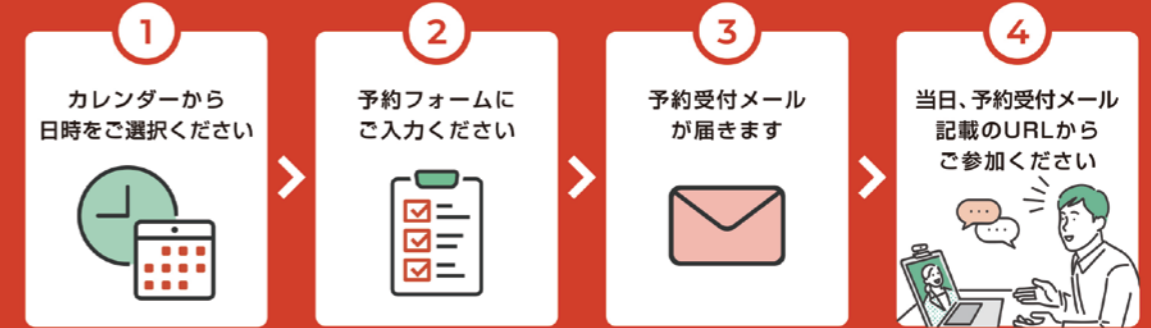 1
カレンダーから
日時をご選択ください
2
予約フォームに
ご入力ください
3
予約受付メール
が届きます
4
当日、予約受付メール
記載のURLから
ご参加ください